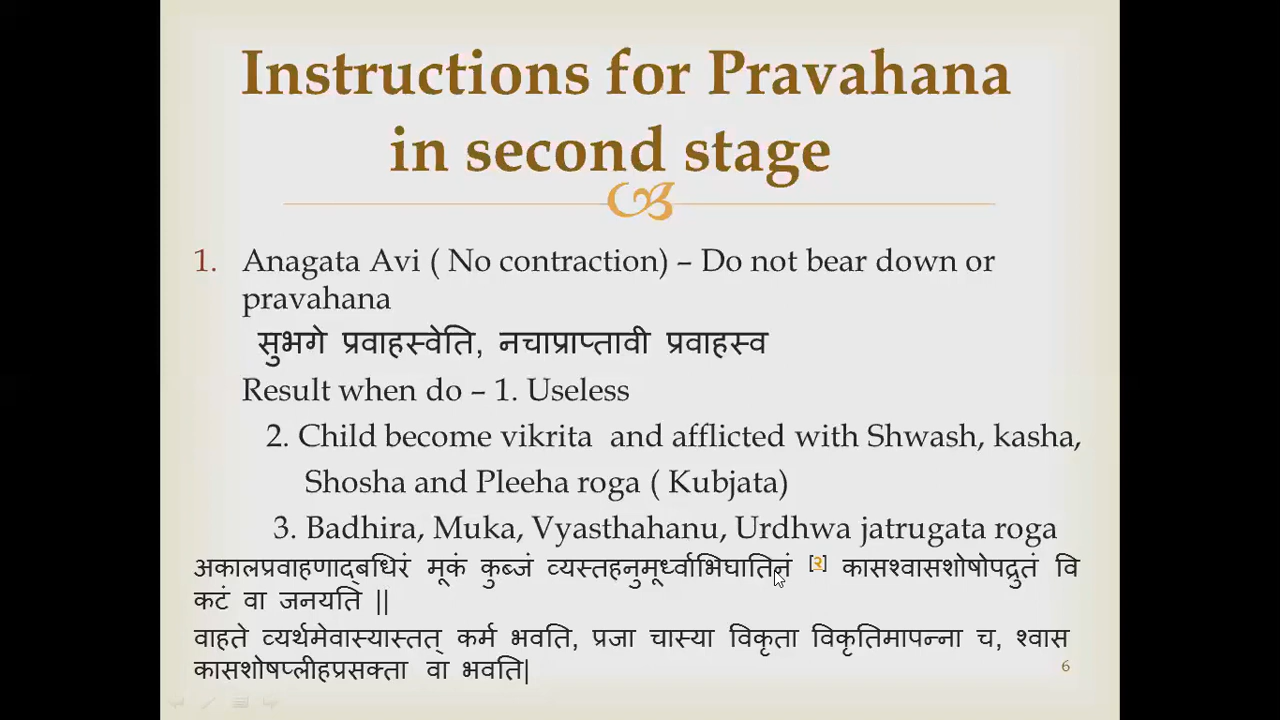 Instructions for Pravahana
in second stage
1. Anagata Avi ( No contraction) – Do not bear down or
pravahana
सुभगे प्रवाहस्वेति, नचाप्राप्तावी प्रवाहस्व
Result when do – 1. Useless
2. Child become vikrita and afflicted with Shwash, kasha,
Shosha and Pleeha roga ( Kubjata)
3. Badhira, Muka, Vyasthahanu, Urdhwa jatrugata roga
अकालप्रवाहणाद्बधिरं मूकं कुब्जं व्यस्तहनुमूर्ध्वाभिघातिनं [२] कासश्वासशोषोपद्रुतं वि
कटं वा जनयति ||
वाहते व्यर्थमेवास्यास्तत् कर्म भवति, प्रजा चास्या विकृता विकृतिमापन्ना च, श्वास
कासशोषप्लीहप्रसक्ता वा भवति|
6